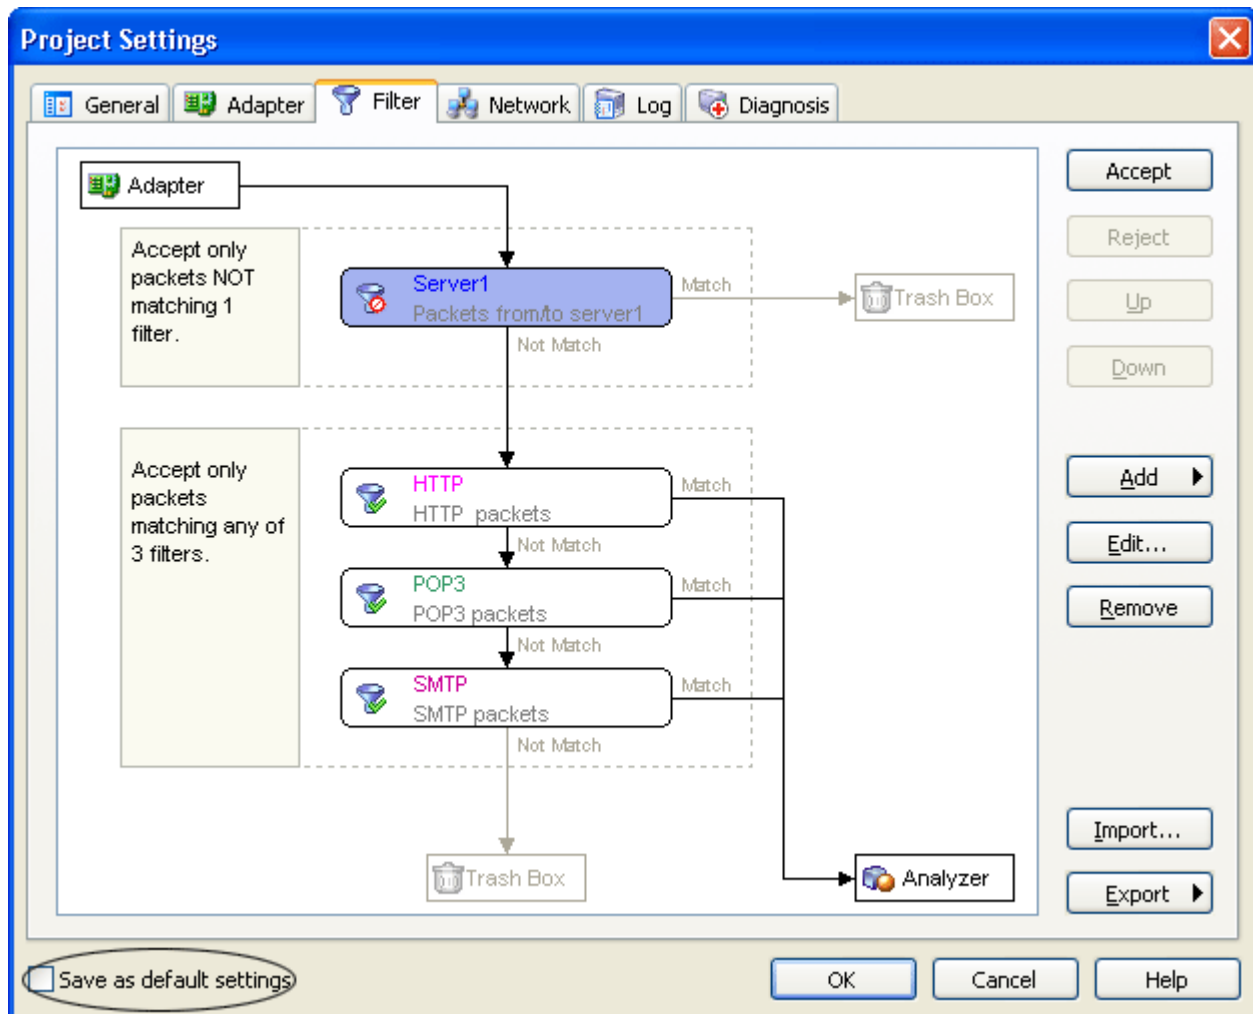 Project Settings
General
Adapter
Filter
Network
Log
Diagnosis
Adapter
Accept only
packets NOT
matching 1
filter.
Server1
Packets from/to server1
Match
Trash Box
Not Match
Accept only
packets
matching any of
3 filters.
HTTP
HTTP packets
Match
Not Match
POP3
POP3 packets
Match
Not Match
SMTP
SMTP packets
Match
Not Match
Trash Box
Analyzer
Accept
Reject
Up
Down
Add
Edit...
Remove
Import...
Export
Save as default settings
OK
Cancel
Help